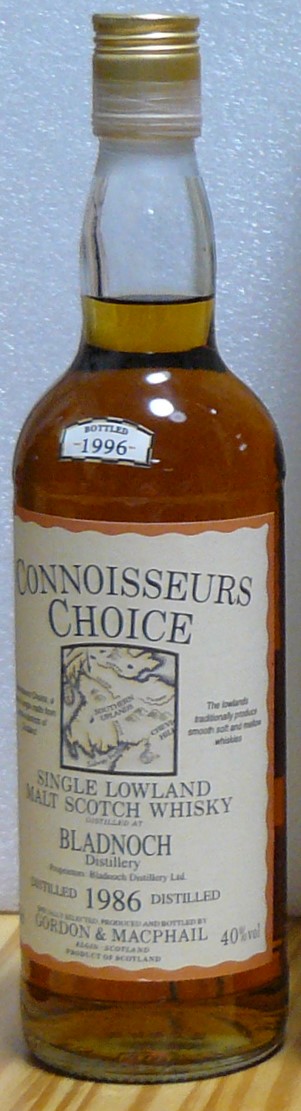 BOTTLED
-1996-
CONNOISSEURS
CHOICE
SOUTHERN
UPLANDS
The lowlands
traditionally produce
smooth soft and mellow
whiskies
SINGLE LOWLAND
MALT SCOTCH WHISKY
DISTILLED AT
BLADNOCH
Distillery
Proprietors: Bladnoch Distillery Ltd.
DISTILLED 1986 DISTILLED
SPECIALLY SELECTED, PRODUCED AND BOTTLED BY
GORDON & MACPHAIL
40%vol
ELGIN · SCOTLAND
PRODUCT OF SCOTLAND